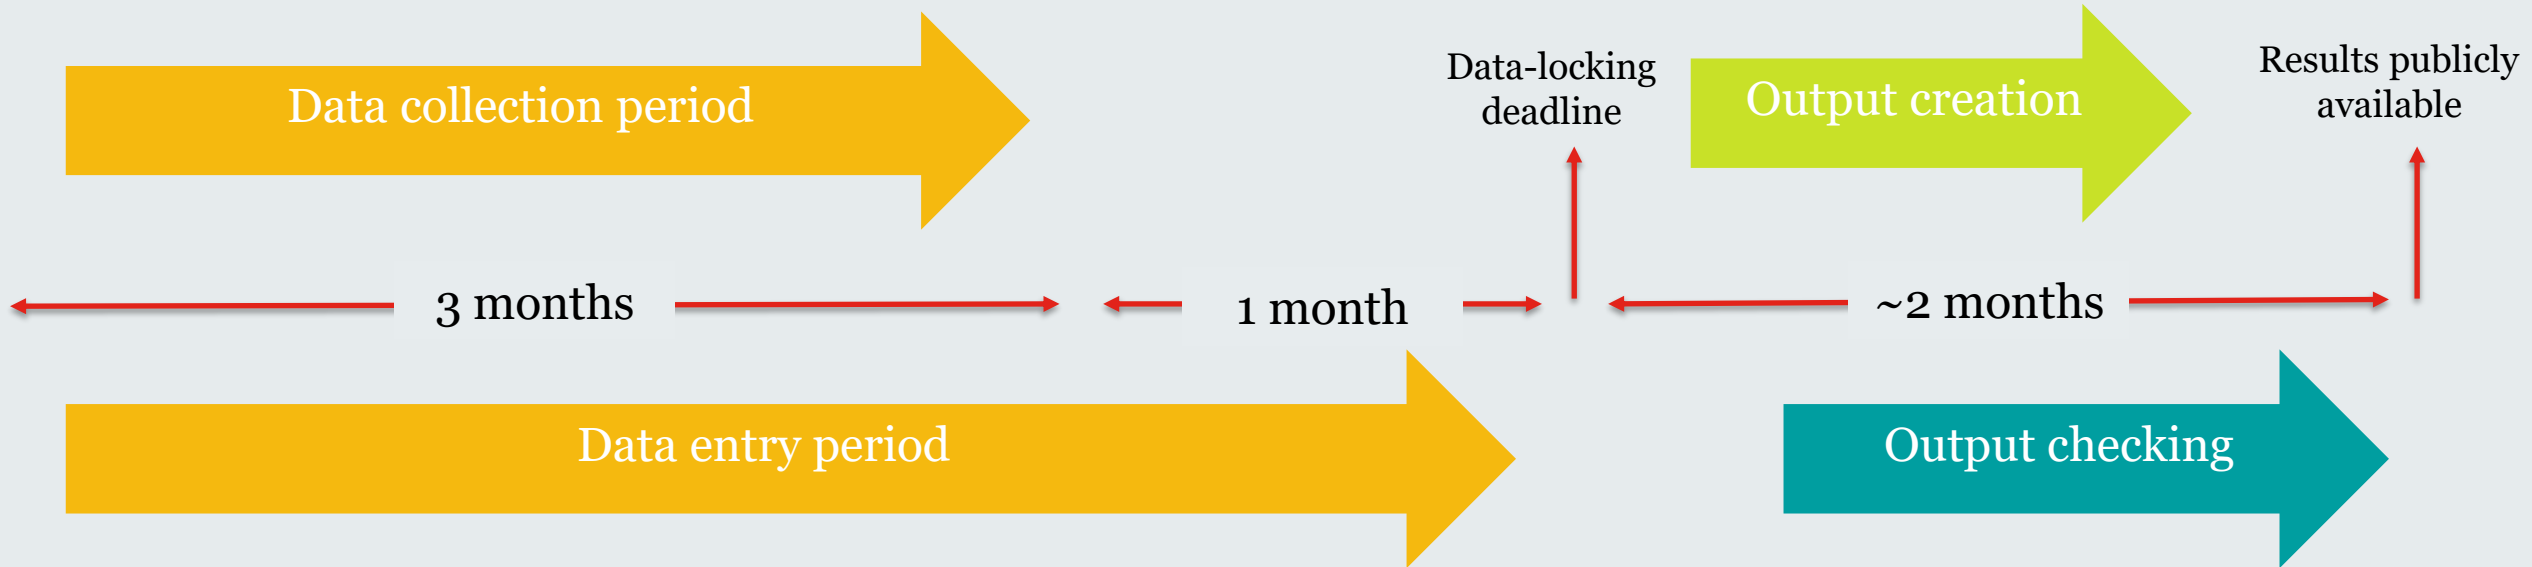 Data collection period
Data-locking
deadline
Output creation
Results publicly
available
3 months
1 month
~2 months
Data entry period
Output checking